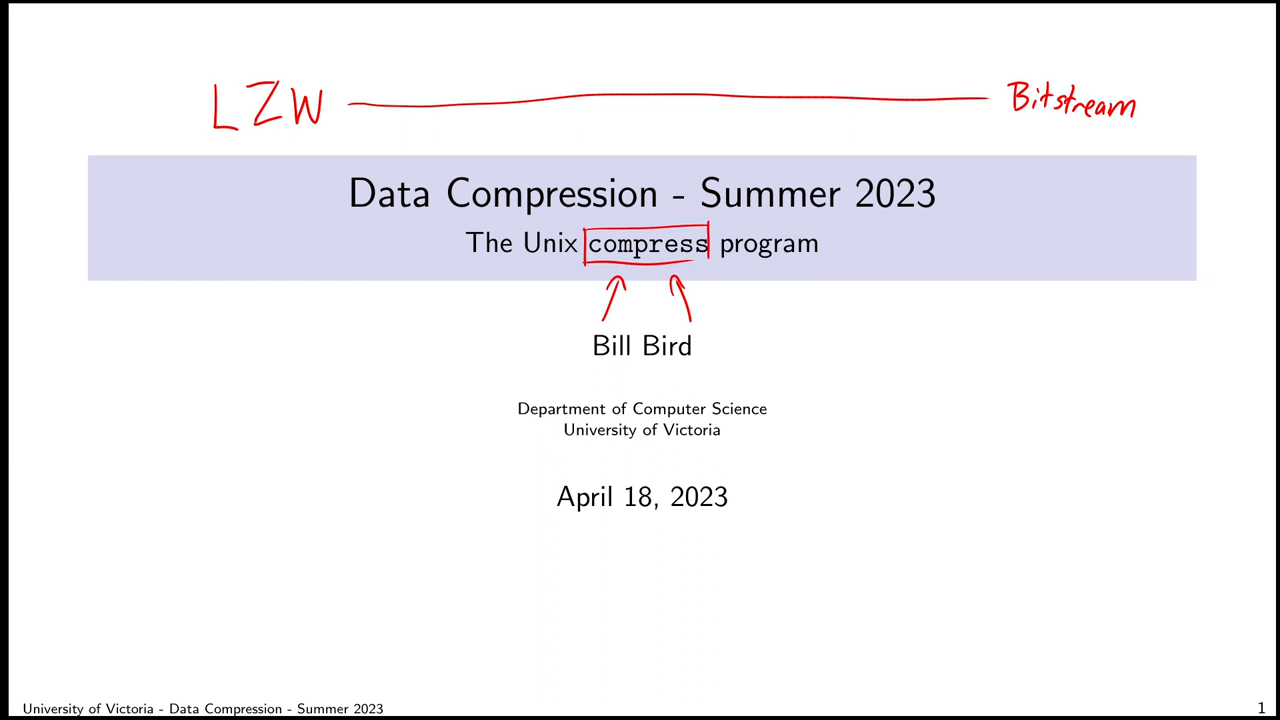 LZW Bitstream
Data Compression - Summer 2023
The Unix compress program
Bill Bird
Department of Computer Science
University of Victoria
April 18, 2023
University of Victoria - Data Compression - Summer 2023 1